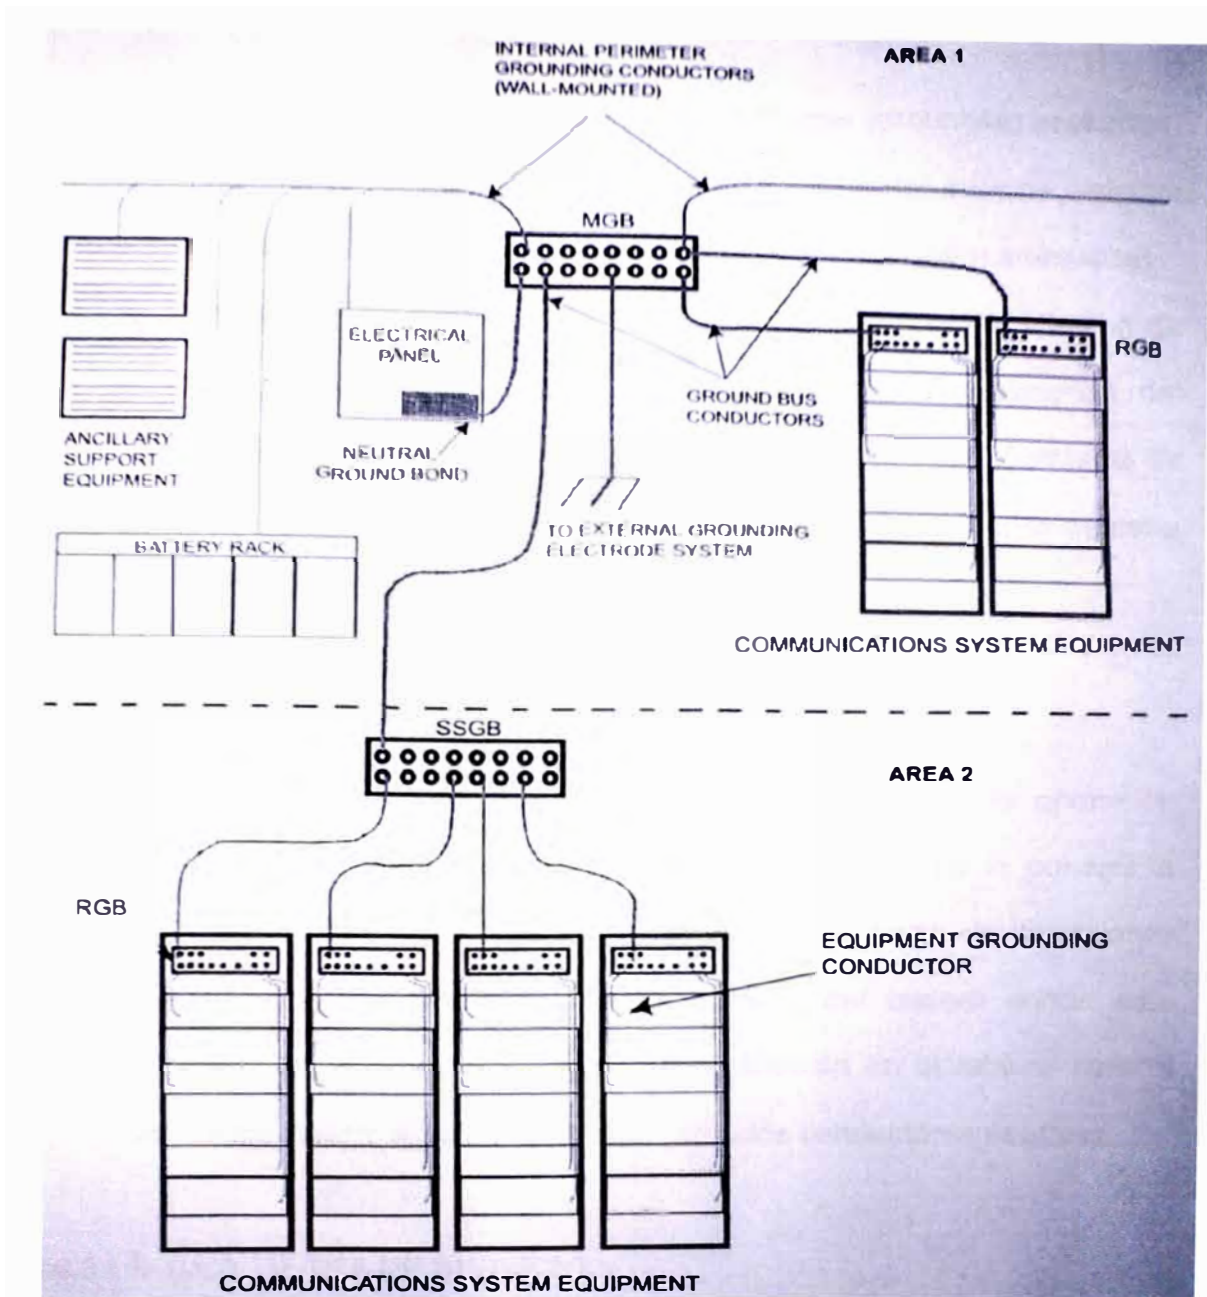 INTERNAL PERIMETER
GROUNDING CONDUCTORS
(WALL-MOUNTED)
AREA 1
MGB
ELECTRICAL
PANEL
RGB
GROUND BUS
CONDUCTORS
ANCILLARY
SUPPORT
EQUIPMENT
NEUTRAL
GROUND BOND
TO EXTERNAL GROUNDING
ELECTRODE SYSTEM
BATTERY RACK
COMMUNICATIONS SYSTEM EQUIPMENT
SSGB
AREA 2
RGB
EQUIPMENT GROUNDING
CONDUCTOR
COMMUNICATIONS SYSTEM EQUIPMENT